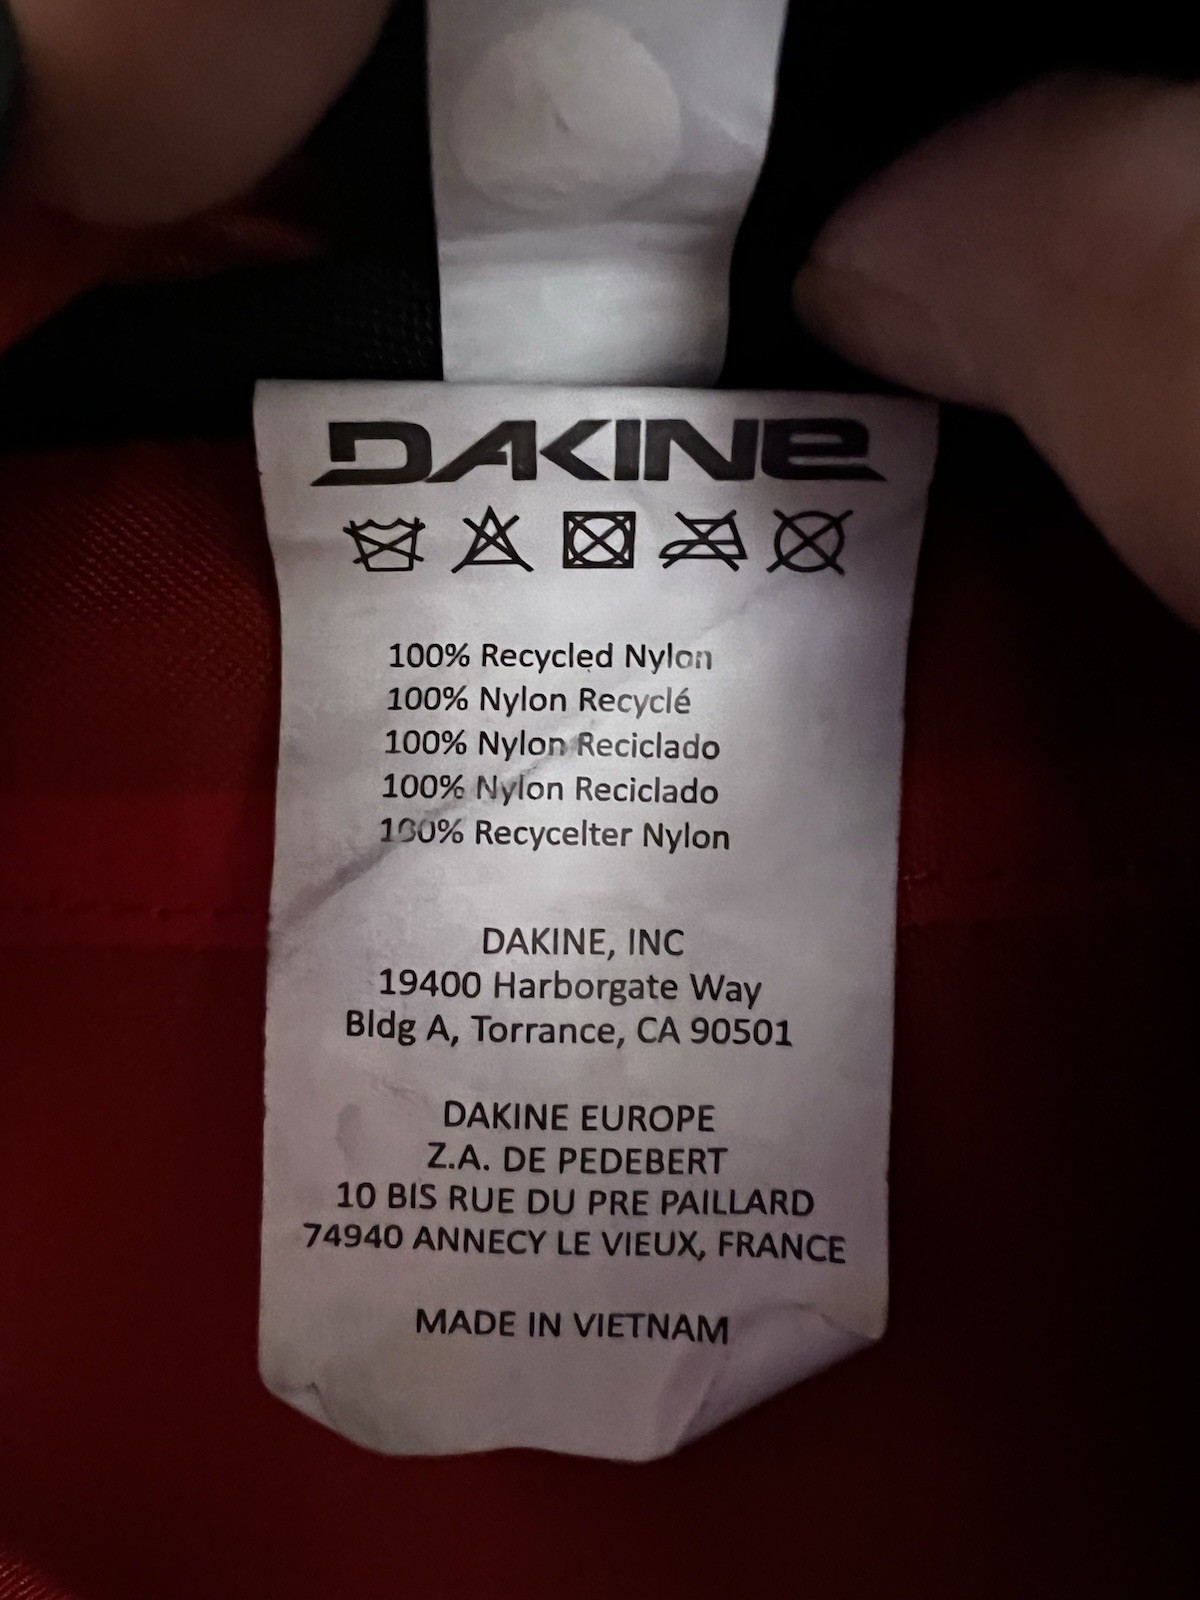 DAKINE
100% Recycled Nylon
100% Nylon Recyclé
100% Nylon Reciclado
100% Nylon Reciclado
100% Recycelter Nylon
DAKINE, INC
19400 Harborgate Way
Bldg A, Torrance, CA 90501
DAKINE EUROPE
Z.A. DE PEDEBERT
10 BIS RUE DU PRE PAILLARD
74940 ANNECY LE VIEUX, FRANCE
MADE IN VIETNAM